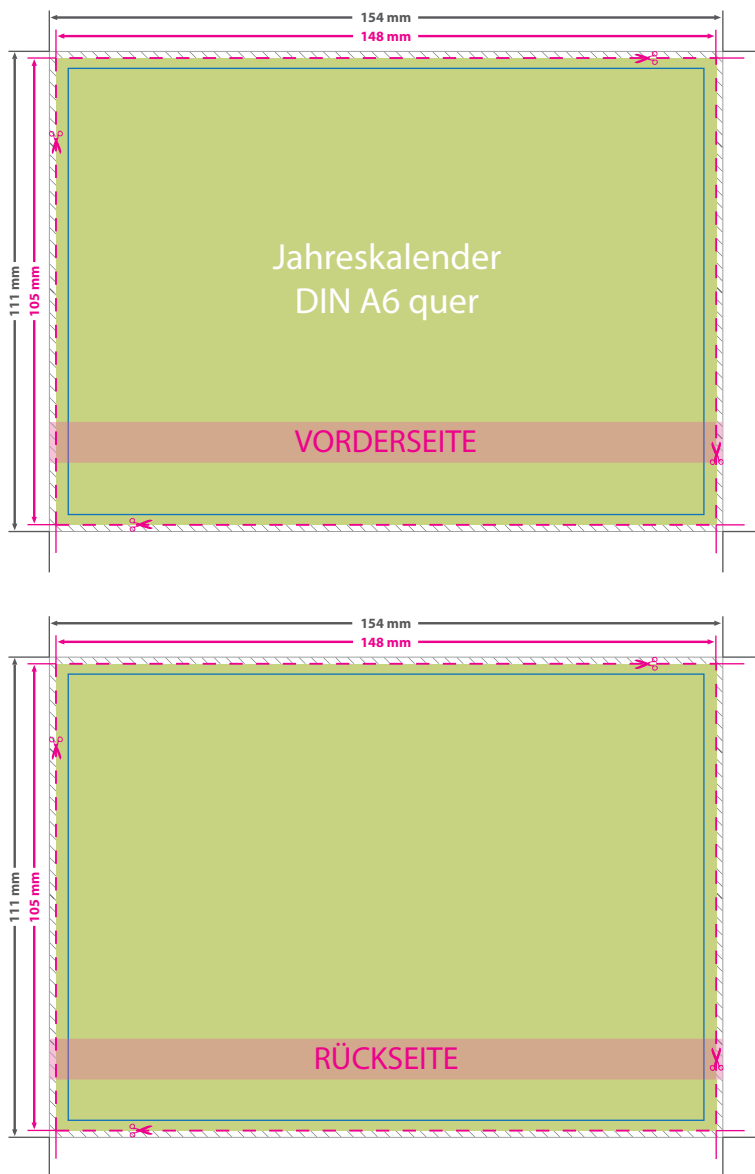 154 mm
148 mm
111 mm
105 mm
Jahreskalender
DIN A6 quer
VORDERSEITE
154 mm
148 mm
111 mm
105 mm
RÜCKSEITE